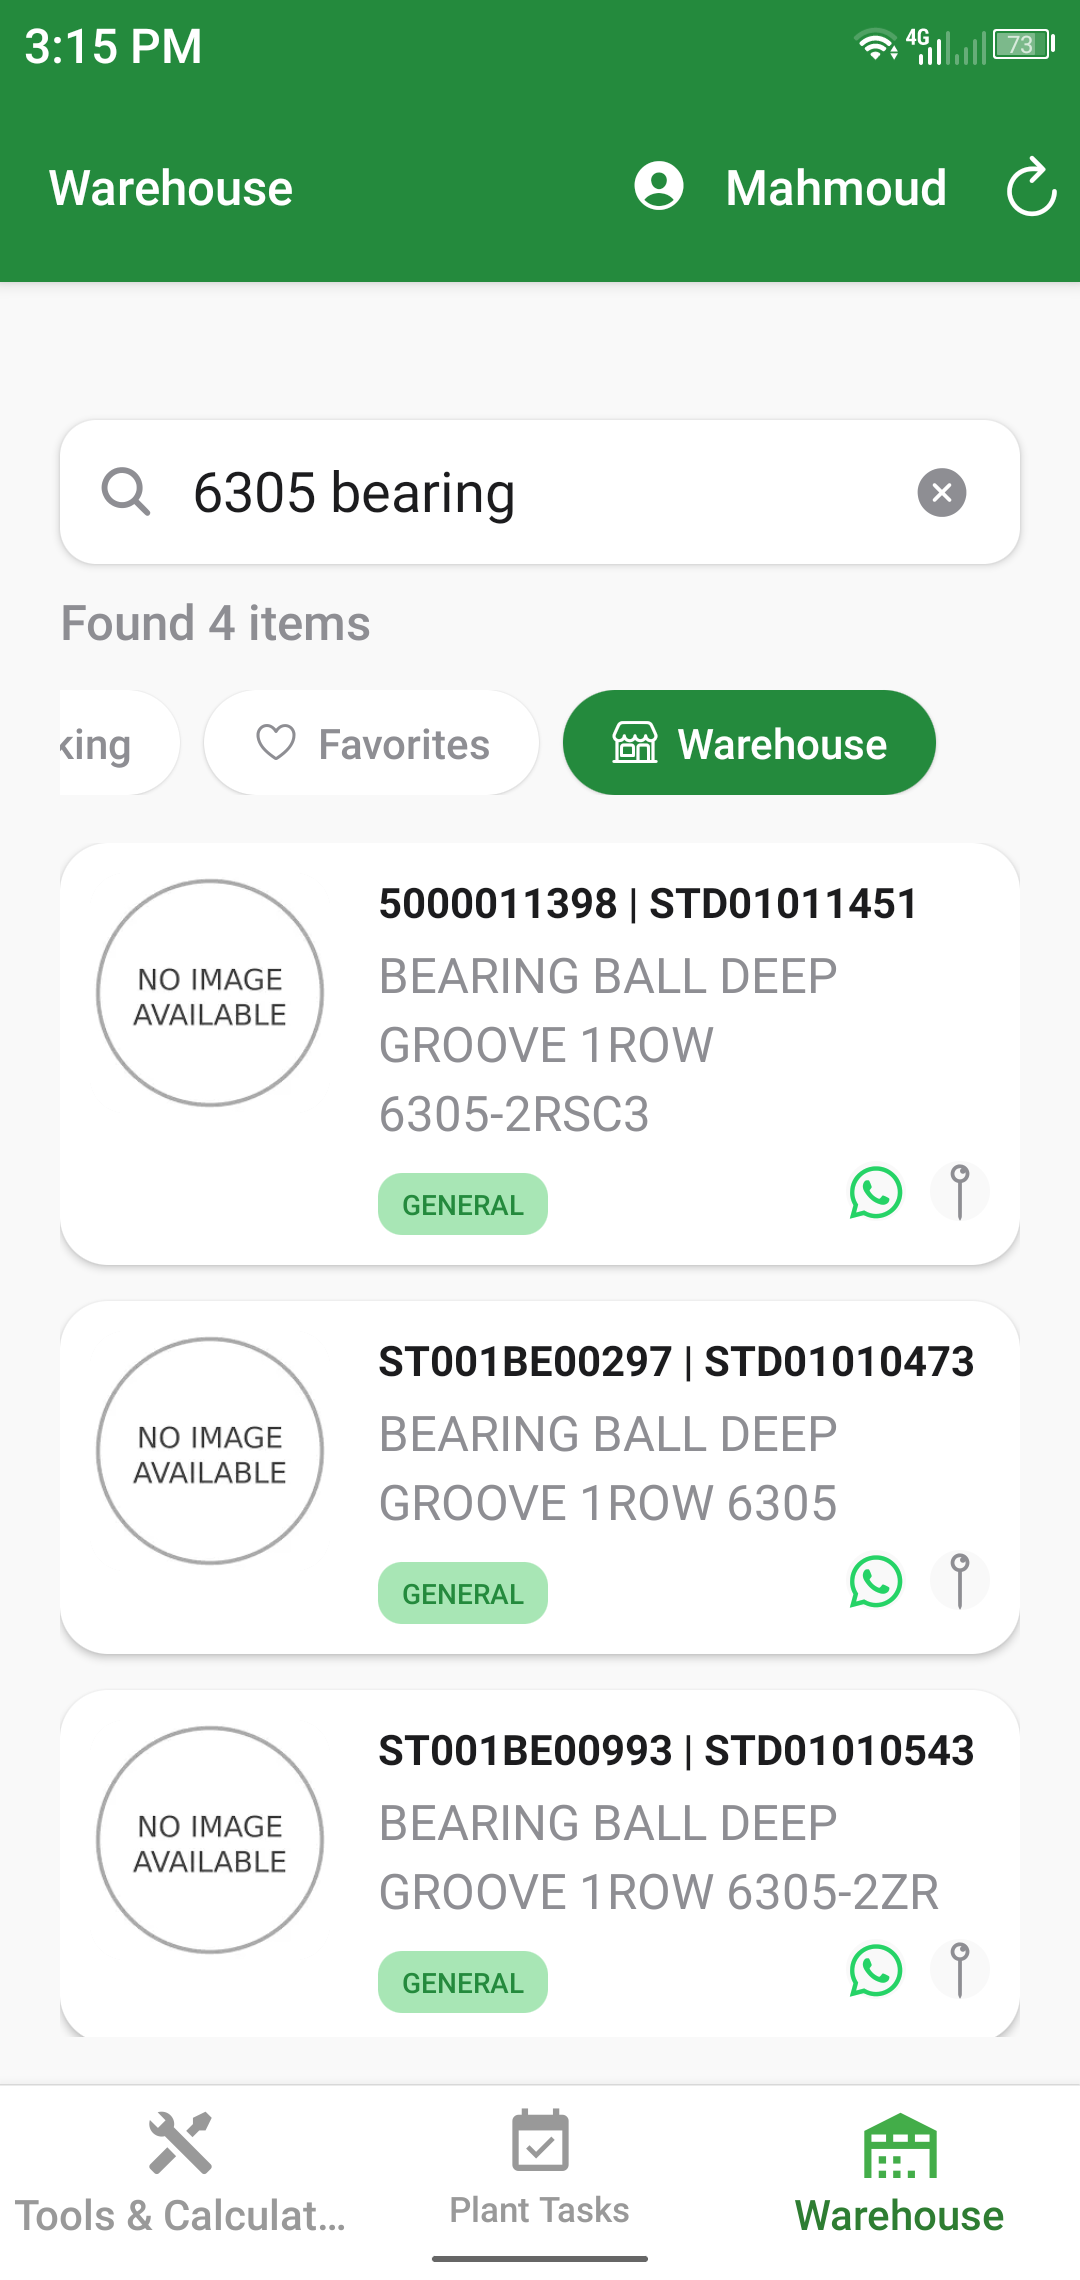 3:15 PM
4G
73
Warehouse
Mahmoud
6305 bearing
Found 4 items
king
Favorites
Warehouse
NO IMAGE
AVAILABLE
5000011398 | STD01011451
BEARING BALL DEEP
GROOVE 1ROW
6305-2RSC3
GENERAL
NO IMAGE
AVAILABLE
ST001BE00297 | STD01010473
BEARING BALL DEEP
GROOVE 1ROW 6305
GENERAL
NO IMAGE
AVAILABLE
ST001BE00993 | STD01010543
BEARING BALL DEEP
GROOVE 1ROW 6305-2ZR
GENERAL
Tools & Calculat...
Plant Tasks
Warehouse